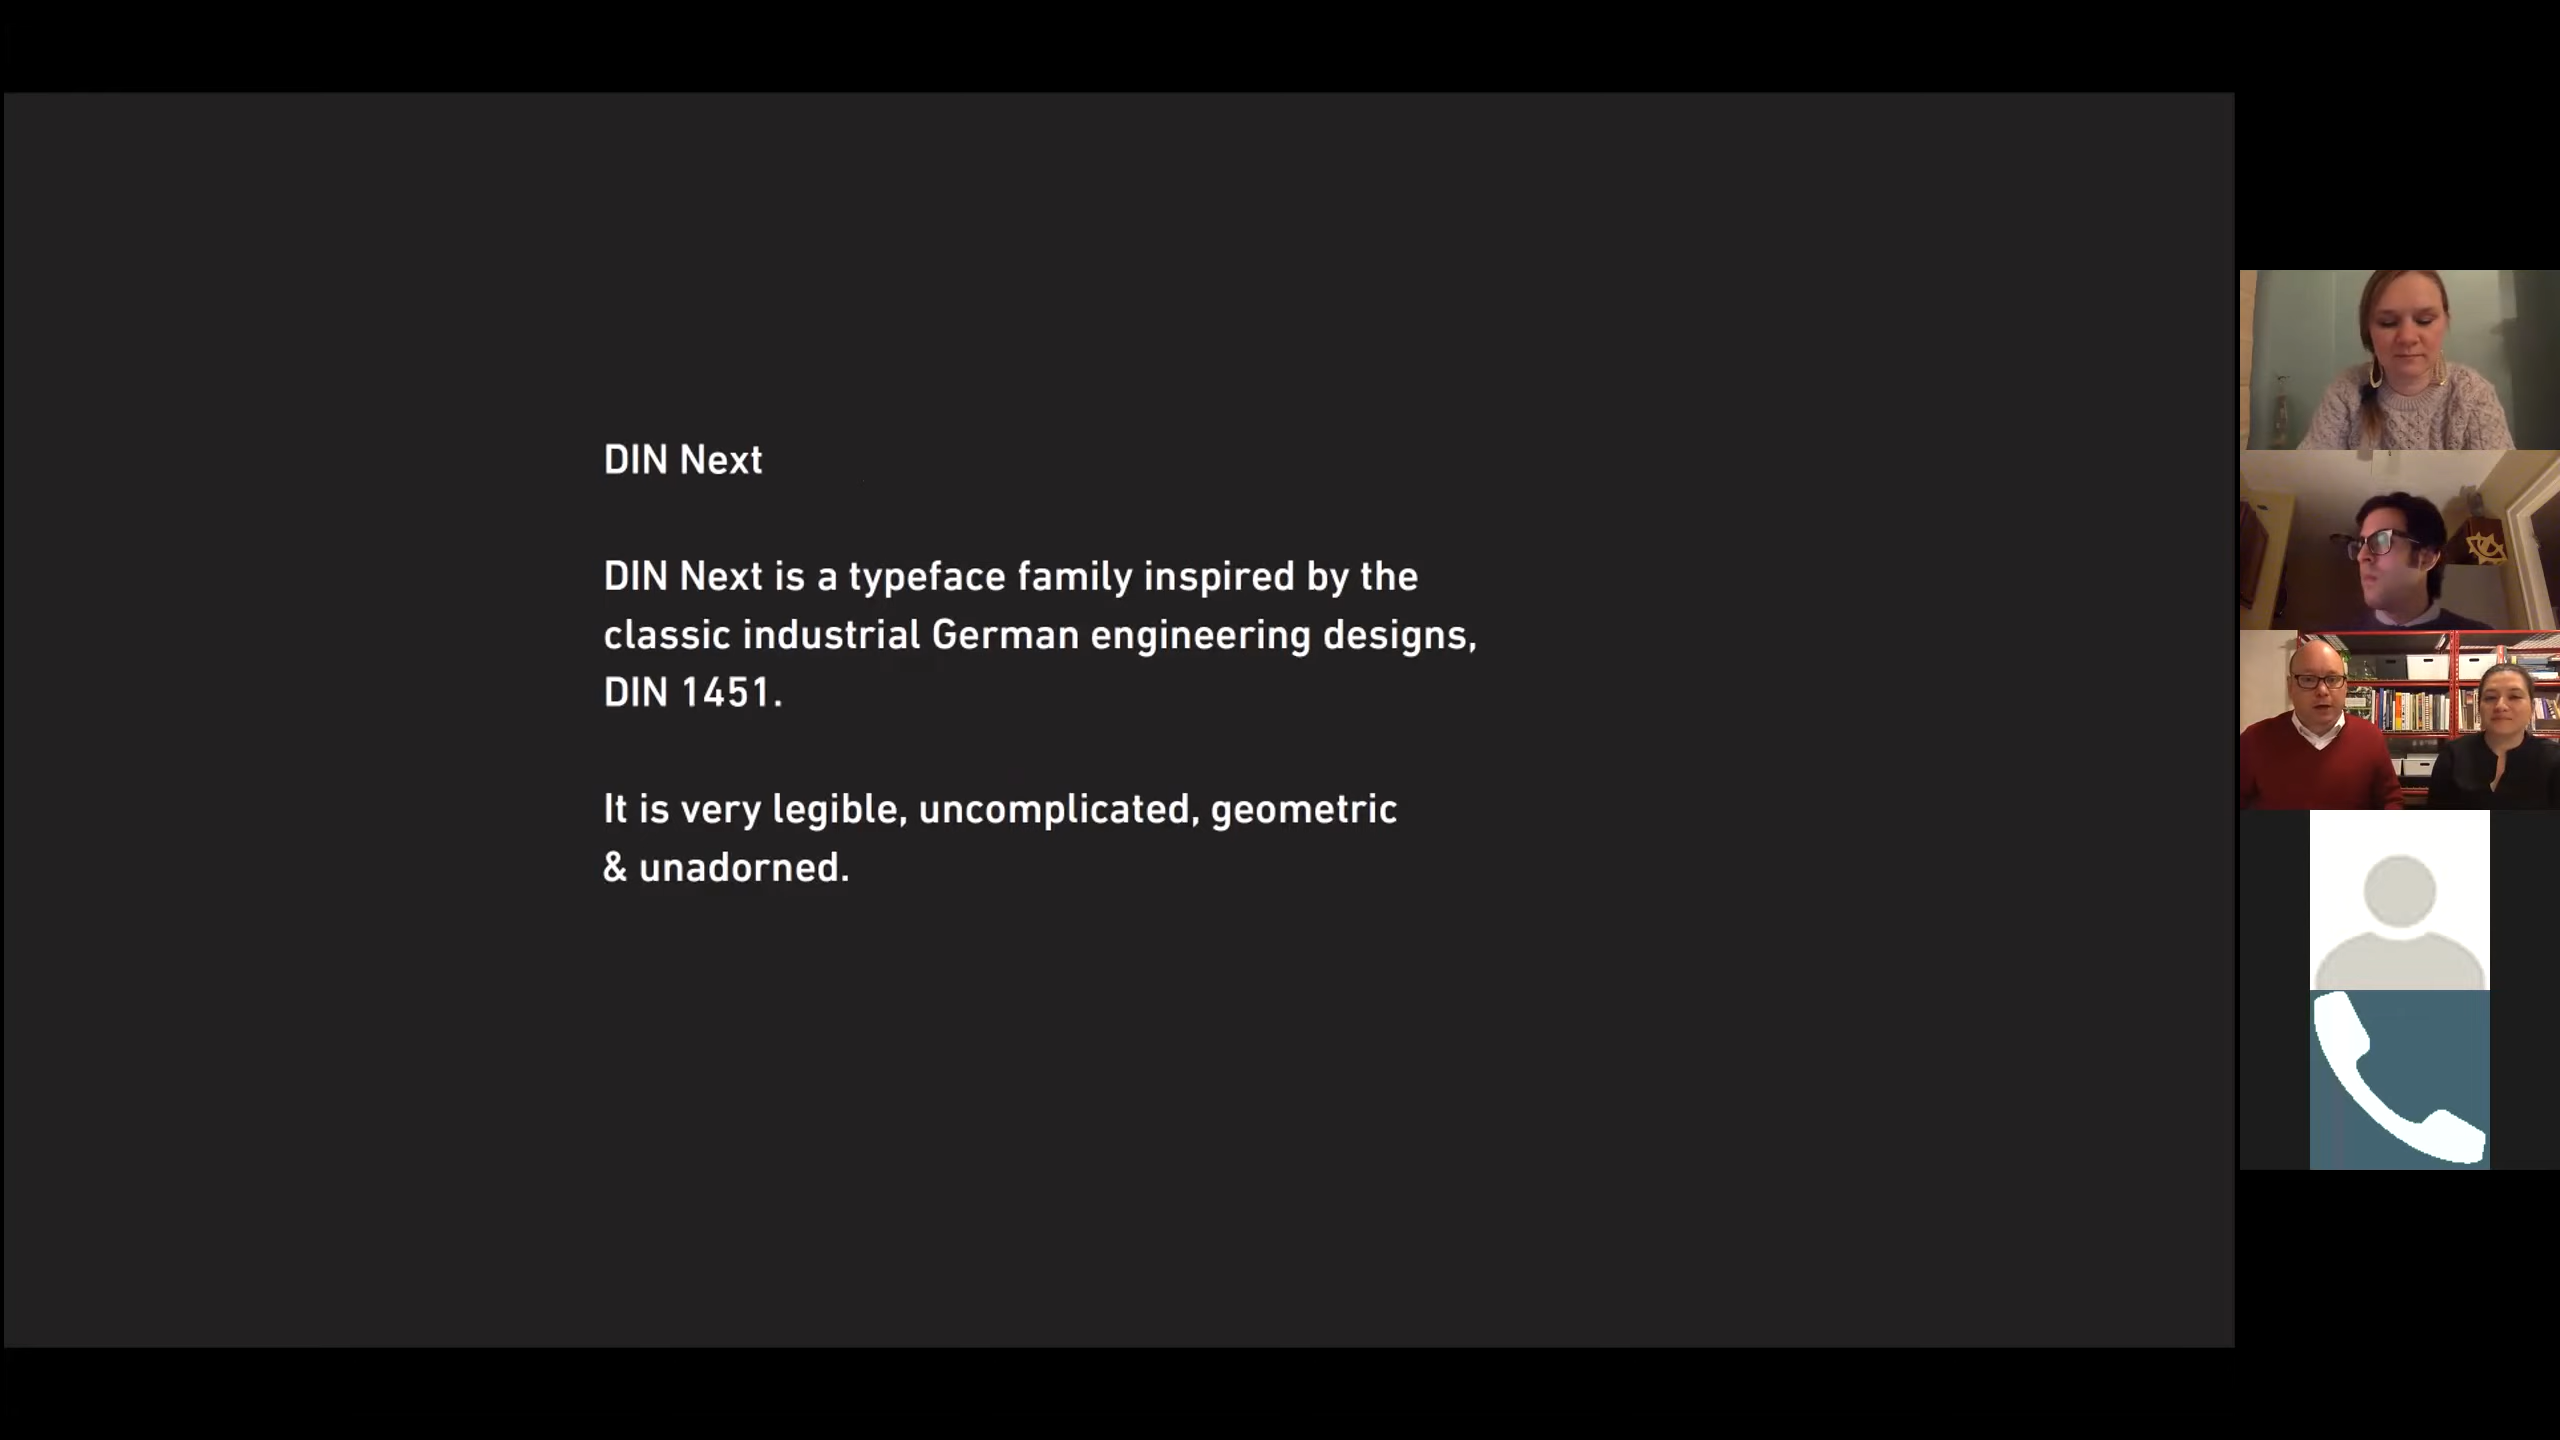 DIN Next
DIN Next is a typeface family inspired by the
classic industrial German engineering designs,
DIN 1451.
It is very legible, uncomplicated, geometric
& unadorned.